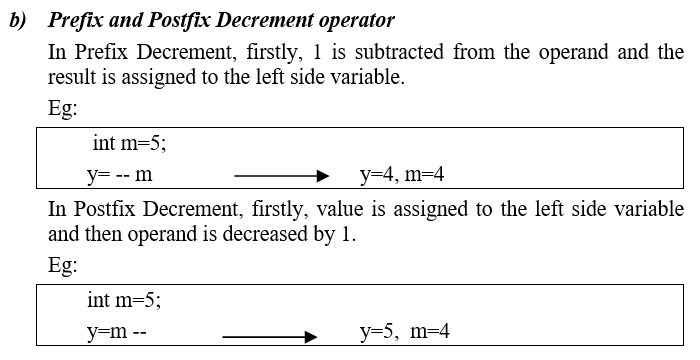 b) Prefix and Postfix Decrement operator
In Prefix Decrement, firstly, 1 is subtracted from the operand and the
result is assigned to the left side variable.
Eg:
int m=5;
y= -- m y=4, m=4
In Postfix Decrement, firstly, value is assigned to the left side variable
and then operand is decreased by 1.
Eg:
int m=5;
y=m -- y=5, m=4